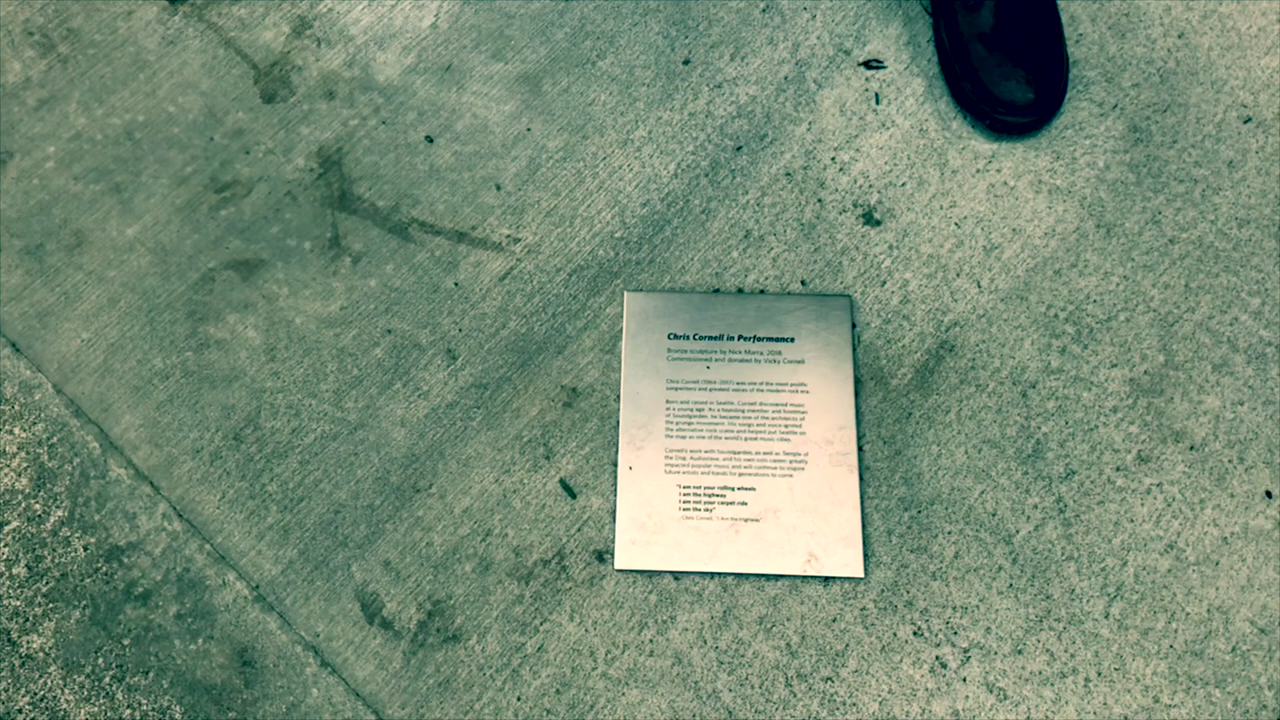 Chris Cornell in Performance
Bronze sculpture by Nick Marra, 2018
Commissioned and donated by Vicky Cornell
Chris Cornell (1964-2017) was one of the most prolific
songwriters and greatest voices of the modern rock era.
Born and raised in Seattle, Cornell discovered music
at a young age. As a founding member and frontman
of Soundgarden, he became one of the architects of
the grunge movement. His songs and voice ignited
the alternative rock scene and helped put Seattle on
the map as one of the world's great music cities.
Cornell's work with Soundgarden, as well as Temple of
the Dog, Audioslave, and his own solo career, greatly
impacted popular music and will continue to inspire
future artists and bands for generations to come.
"I am not your rolling wheels
I am the highway
I am not your carpet ride
I am the sky"
- Chris Cornell, "I Am the Highway"